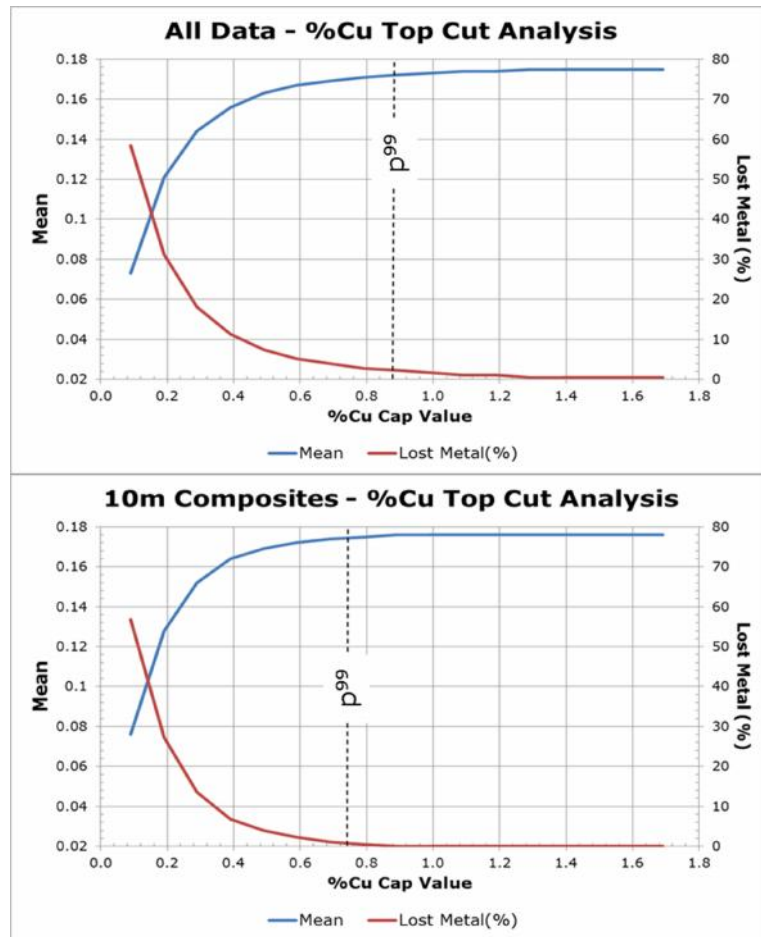 All Data - %Cu Top Cut Analysis
0.18
0.16
0.14
0.12
0.1
0.08
0.06
0.04
0.02
Mean
80
70
60
50
40
30
20
10
0
Lost Metal (%)
p99
0.0 0.2 0.4 0.6 0.8 1.0 1.2 1.4 1.6 1.8
%Cu Cap Value
Mean Lost Metal(%)
10m Composites - %Cu Top Cut Analysis
0.18
0.16
0.14
0.12
0.1
0.08
0.06
0.04
0.02
Mean
80
70
60
50
40
30
20
10
0
Lost Metal (%)
p99
0.0 0.2 0.4 0.6 0.8 1.0 1.2 1.4 1.6 1.8
%Cu Cap Value
Mean Lost Metal(%)